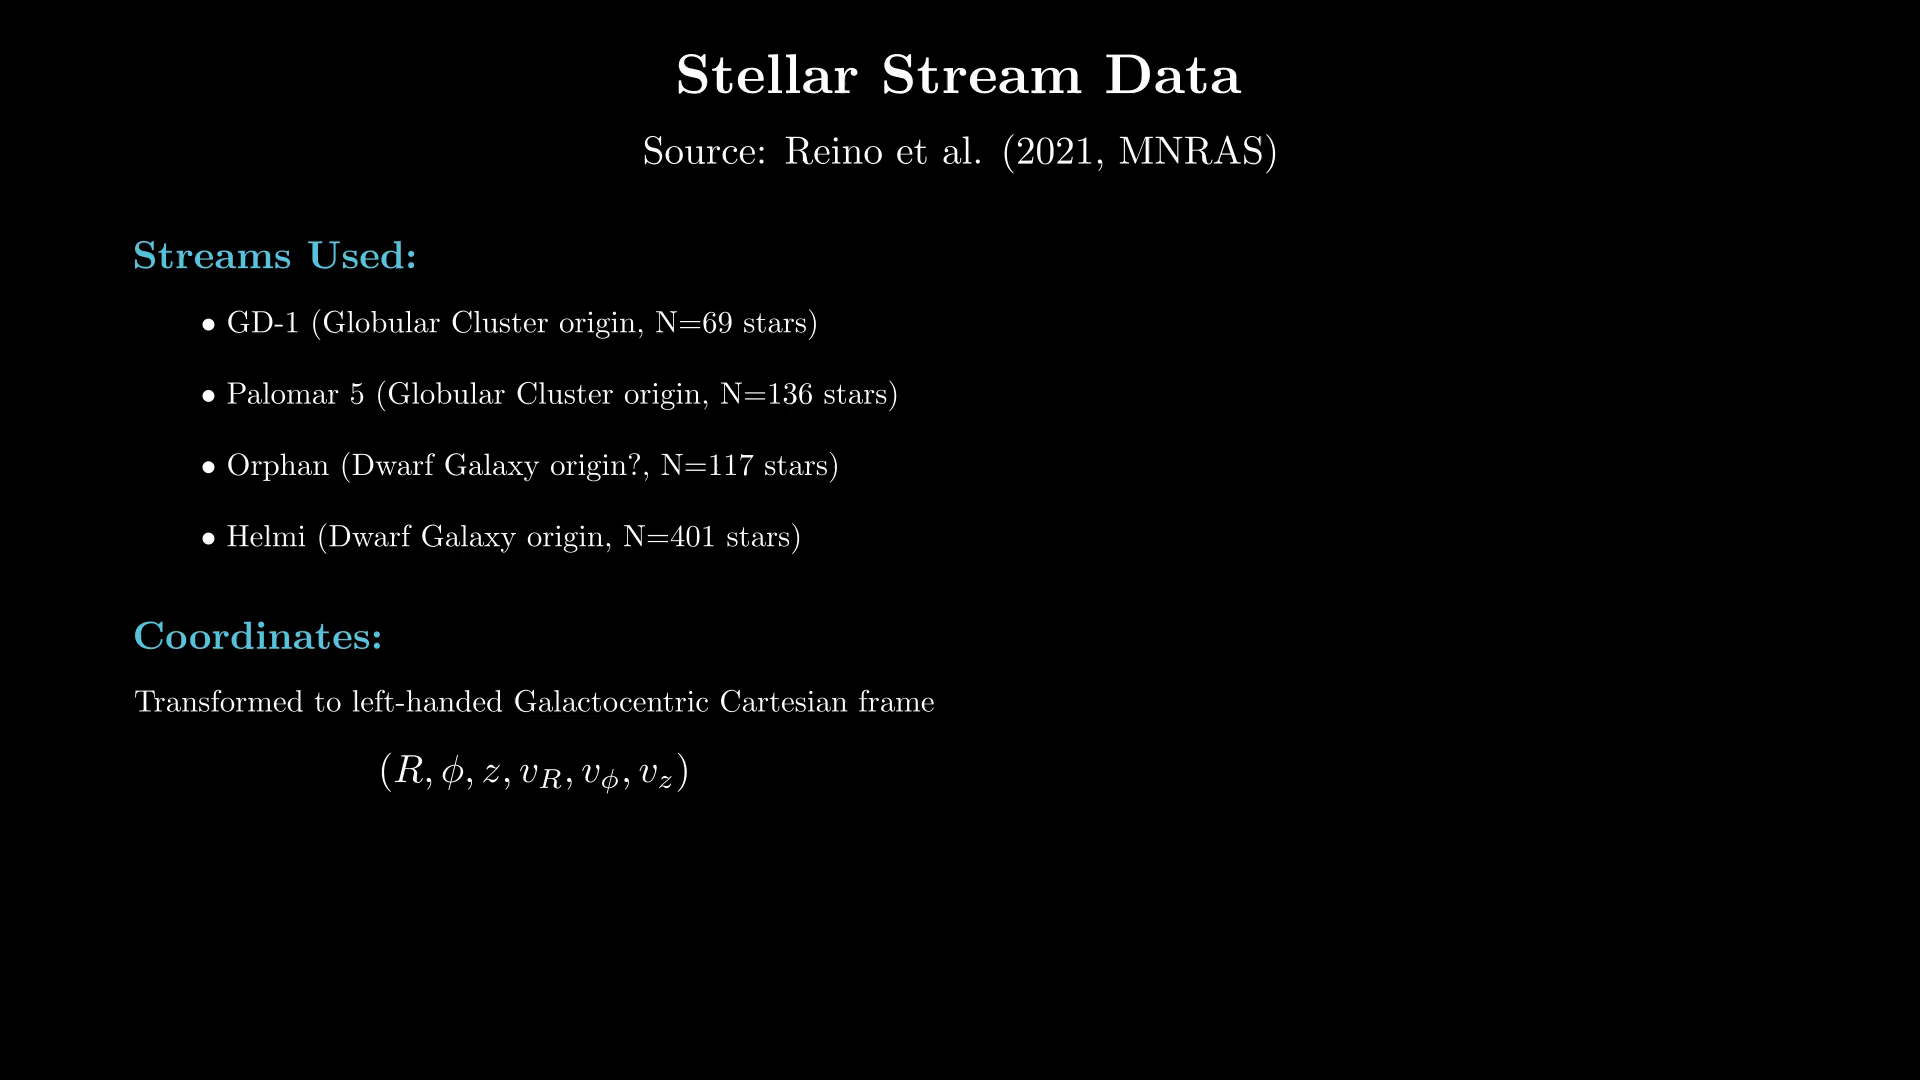 Stellar Stream Data
Source: Reino et al. (2021, MNRAS)
Streams Used:
• GD-1 (Globular Cluster origin, N=69 stars)
• Palomar 5 (Globular Cluster origin, N=136 stars)
• Orphan (Dwarf Galaxy origin?, N=117 stars)
• Helmi (Dwarf Galaxy origin, N=401 stars)
Coordinates:
Transformed to left-handed Galactocentric Cartesian frame
(R, ϕ, z, v_R, v_ϕ, v_z)